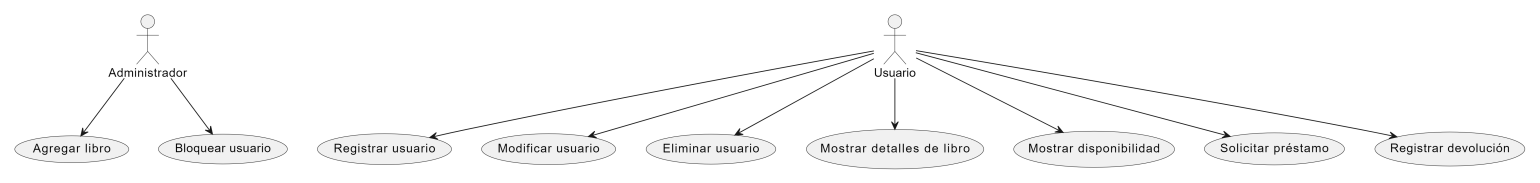 Administrador
Usuario
Agregar libro
Bloquear usuario
Registrar usuario
Modificar usuario
Eliminar usuario
Mostrar detalles de libro
Mostrar disponibilidad
Solicitar préstamo
Registrar devolución